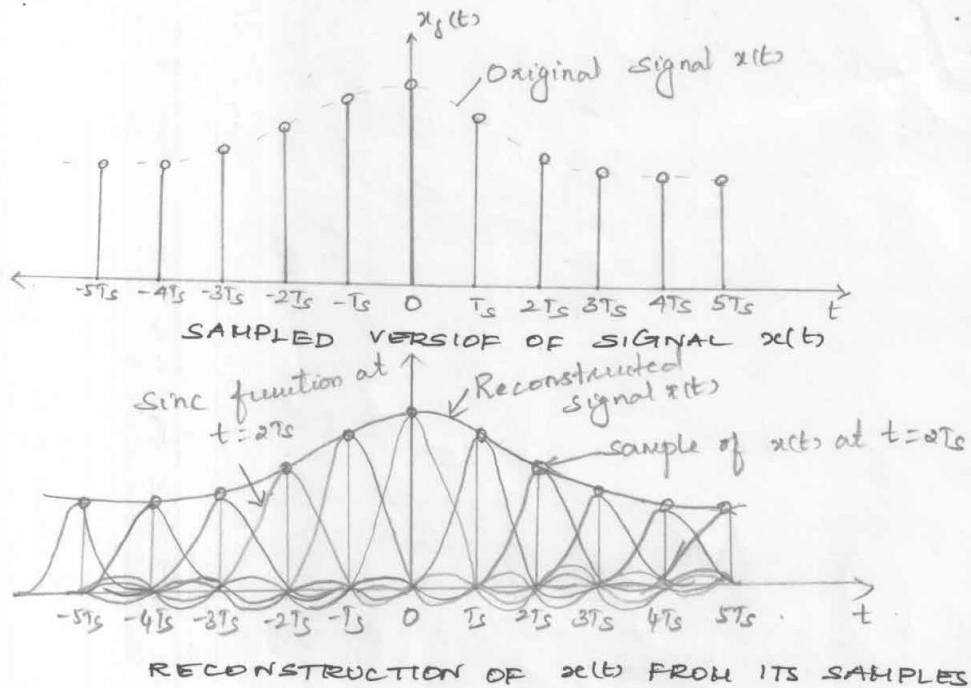 x_δ(t)
Original signal x(t)
-5Ts -4Ts -3Ts -2Ts -Ts 0 Ts 2Ts 3Ts 4Ts 5Ts t
SAMPLED VERSIOF OF SIGNAL x(t)
Sinc function at
t=2Ts
Reconstructed
signal x(t)
sample of x(t) at t=2Ts
-5Ts -4Ts -3Ts -2Ts -Ts 0 Ts 2Ts 3Ts 4Ts 5Ts t
RECONSTRUCTION OF x(t) FROM ITS SAMPLES